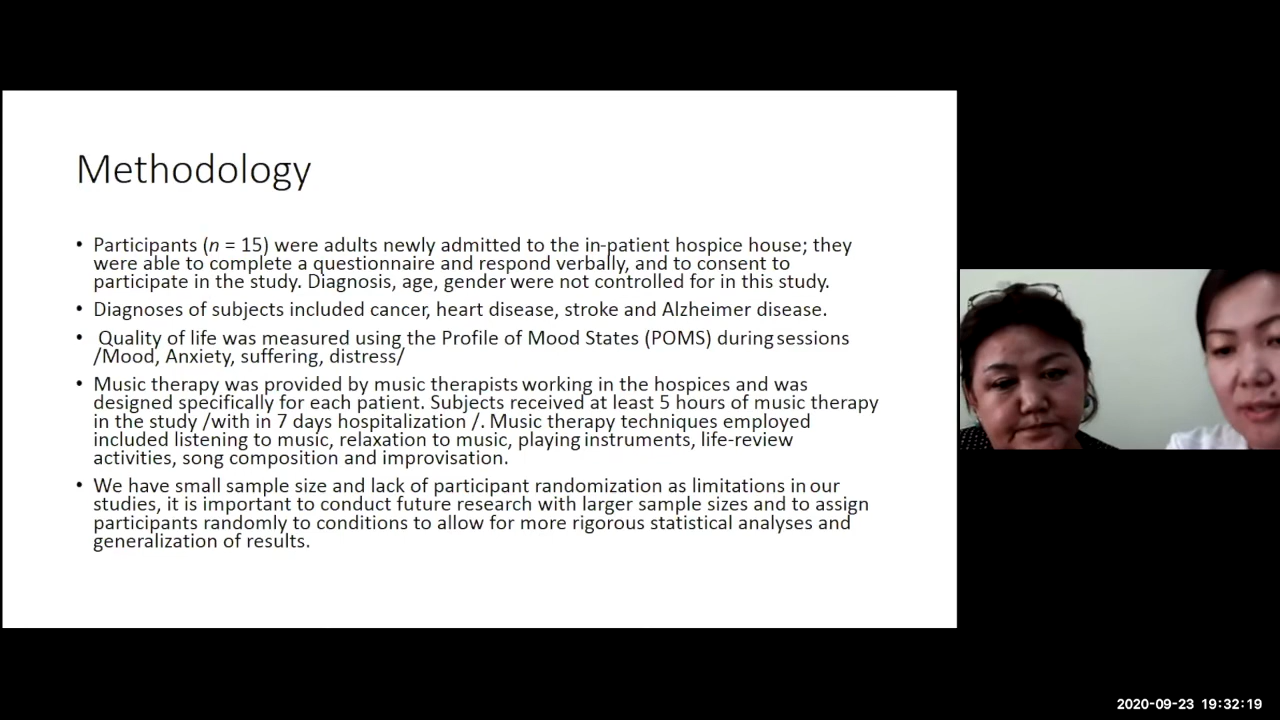 Methodology
• Participants (n = 15) were adults newly admitted to the in-patient hospice house; they
were able to complete a questionnaire and respond verbally, and to consent to
participate in the study. Diagnosis, age, gender were not controlled for in this study.
• Diagnoses of subjects included cancer, heart disease, stroke and Alzheimer disease.
• Quality of life was measured using the Profile of Mood States (POMS) during sessions
/Mood, Anxiety, suffering, distress/
• Music therapy was provided by music therapists working in the hospices and was
designed specifically for each patient. Subjects received at least 5 hours of music therapy
in the study /with in 7 days hospitalization /. Music therapy techniques employed
included listening to music, relaxation to music, playing instruments, life-review
activities, song composition and improvisation.
• We have small sample size and lack of participant randomization as limitations in our
studies, it is important to conduct future research with larger sample sizes and to assign
participants randomly to conditions to allow for more rigorous statistical analyses and
generalization of results.
2020-09-23 19:32:19